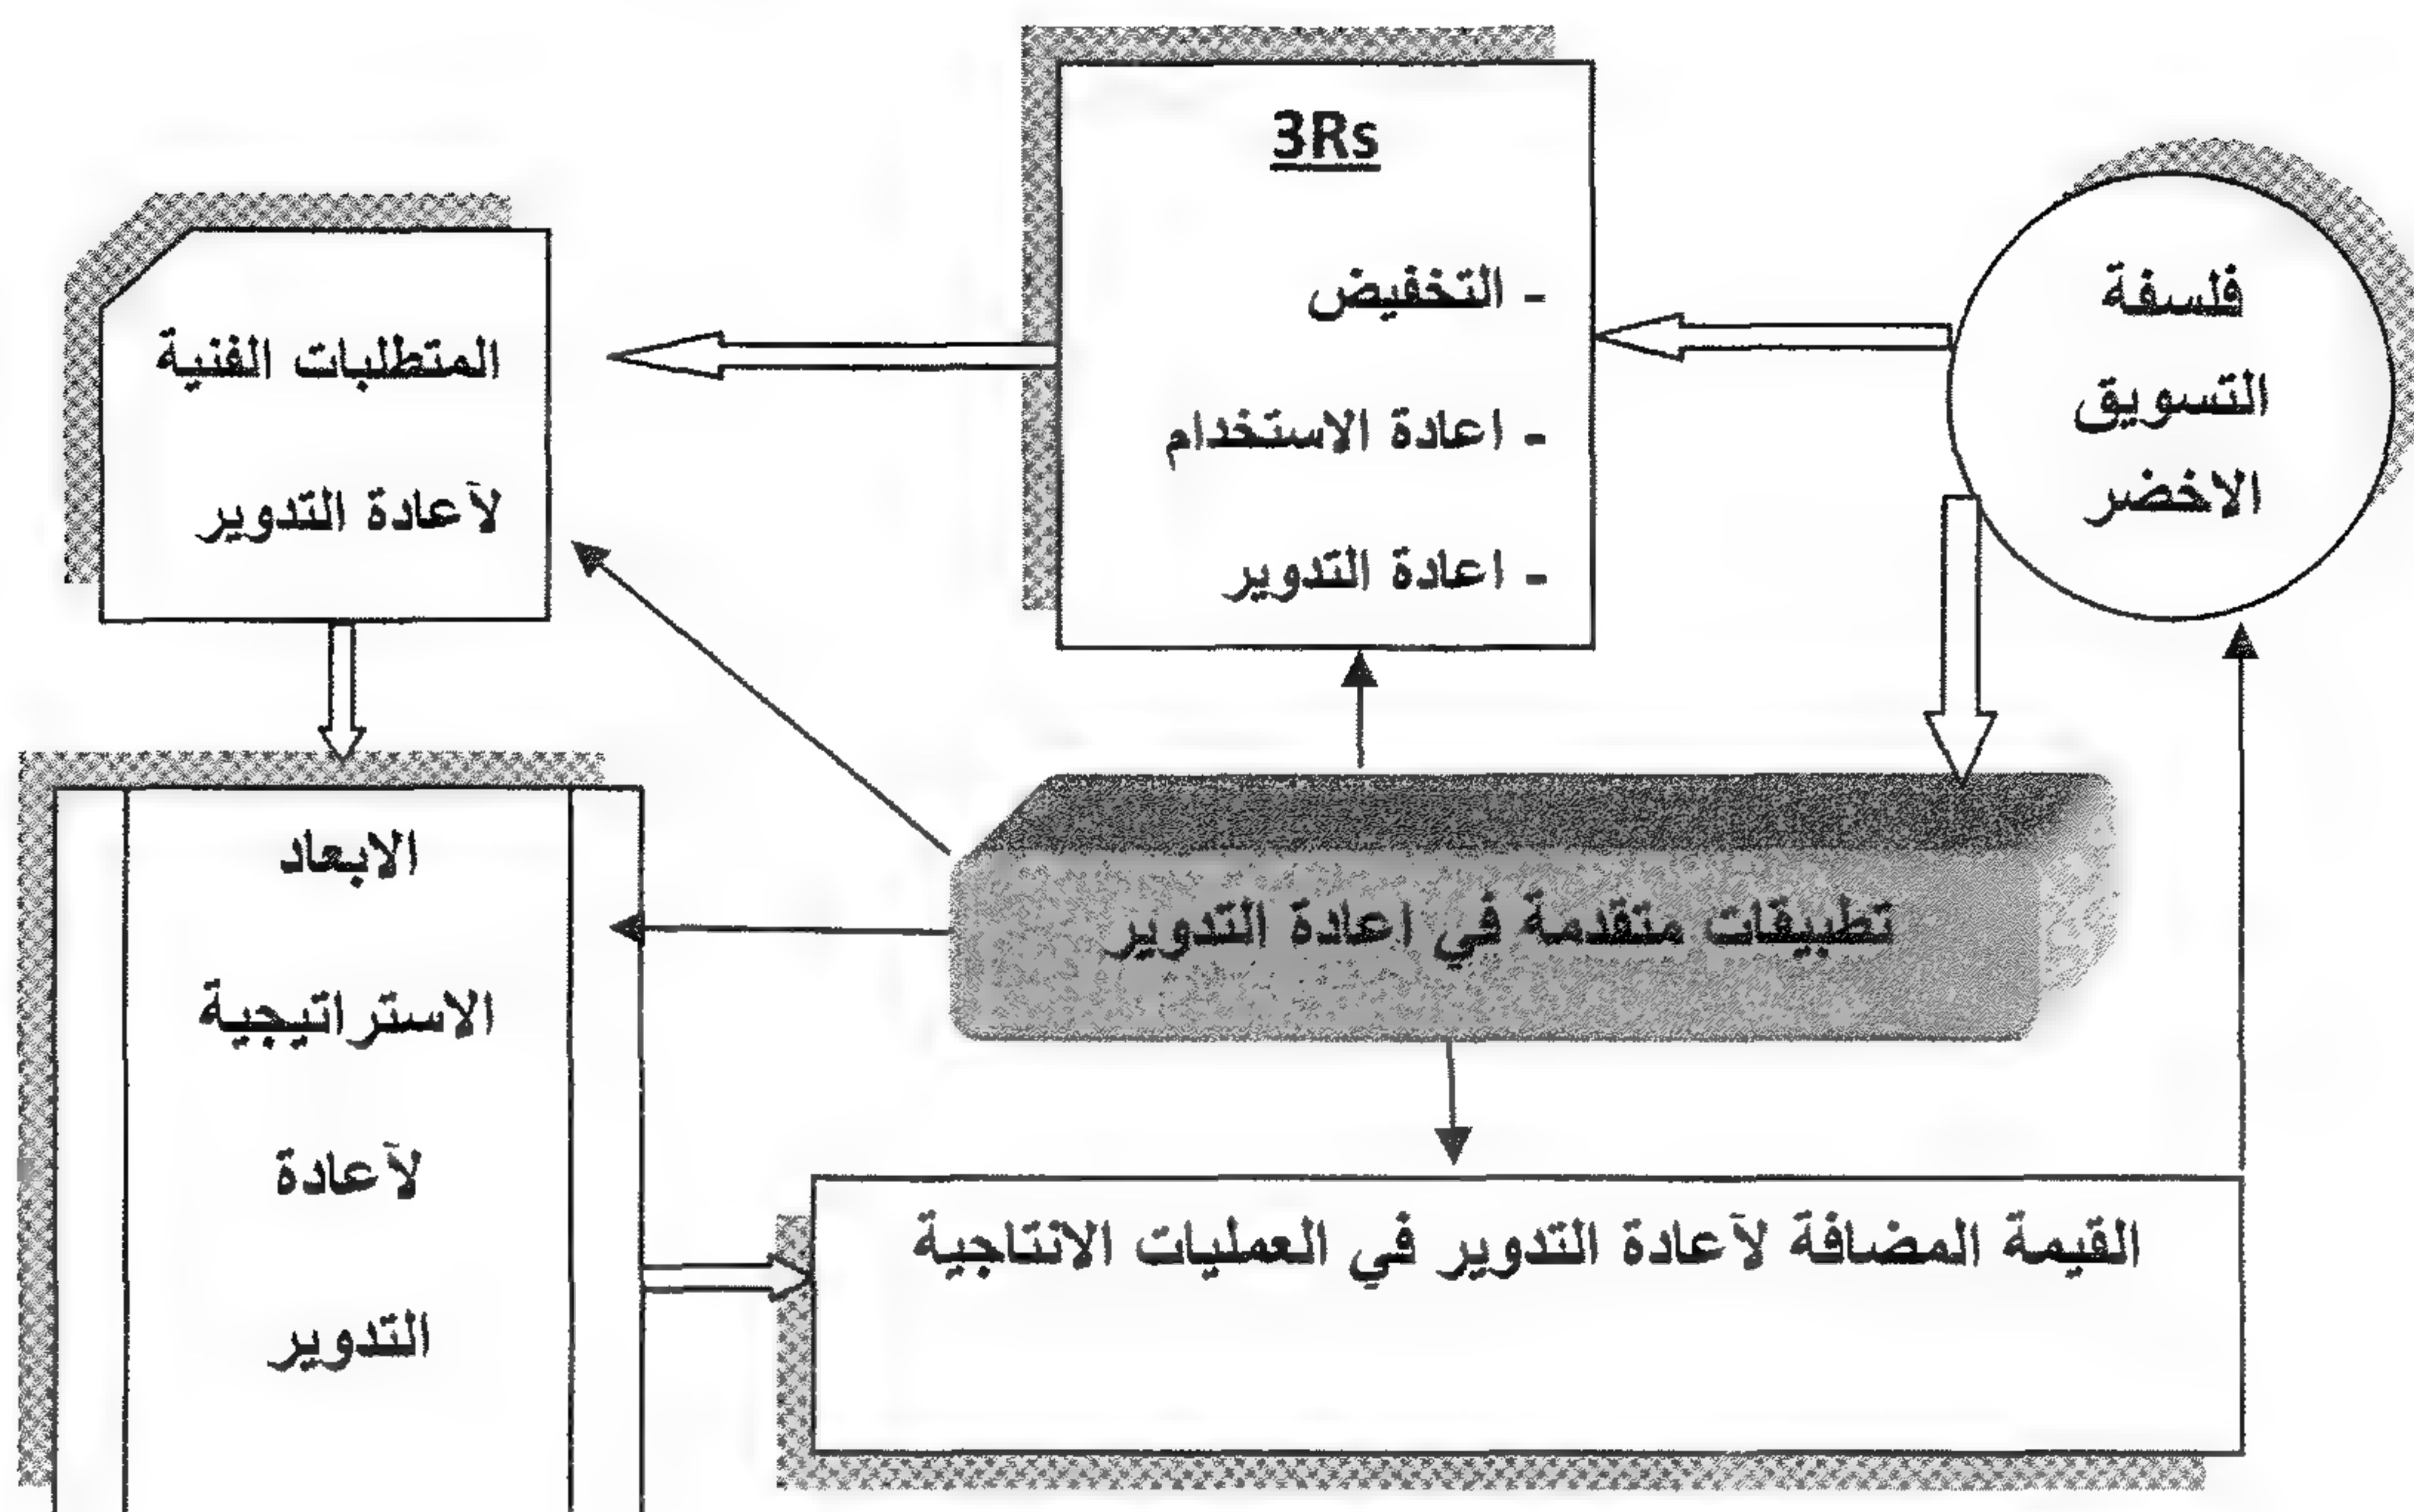 فلسفة
التسويق
الاخضر
3Rs
- التخفيض
- اعادة الاستخدام
- اعادة التدوير
المتطلبات الفنية
لآعادة التدوير
تطبيقات متقدمة في اعادة التدوير
الابعاد
الاستراتيجية
لآعادة
التدوير
القيمة المضافة لآعادة التدوير في العمليات الانتاجية